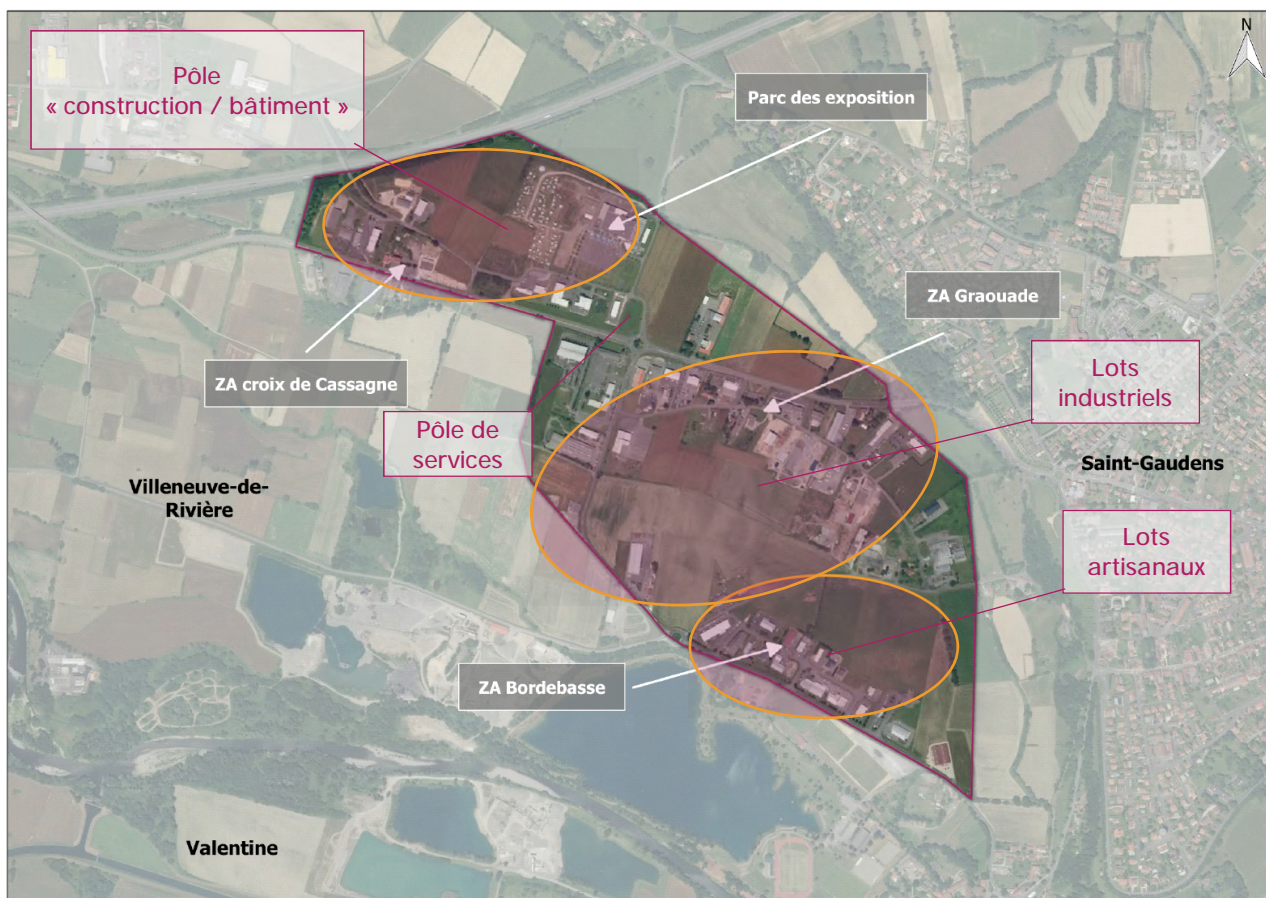 N
Pôle
« construction / bâtiment »
Parc des exposition
ZA Graouade
ZA croix de Cassagne
Lots
industriels
Pôle de
services
Saint-Gaudens
Villeneuve-de-
Rivière
Lots
artisanaux
ZA Bordebasse
Valentine